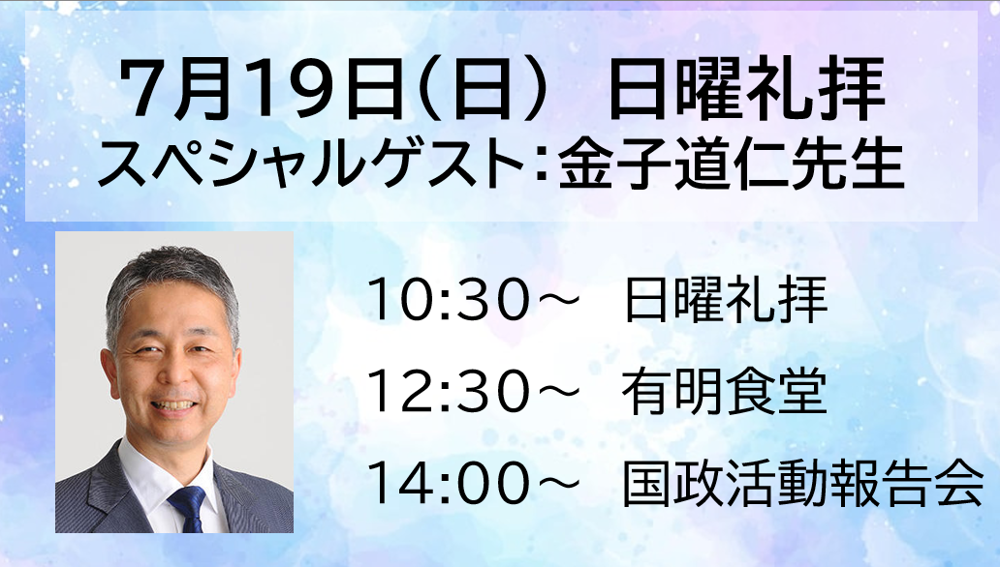 7月19日(日) 日曜礼拝
スペシャルゲスト:金子道仁先生
10:30~ 日曜礼拝
12:30~ 有明食堂
14:00~ 国政活動報告会